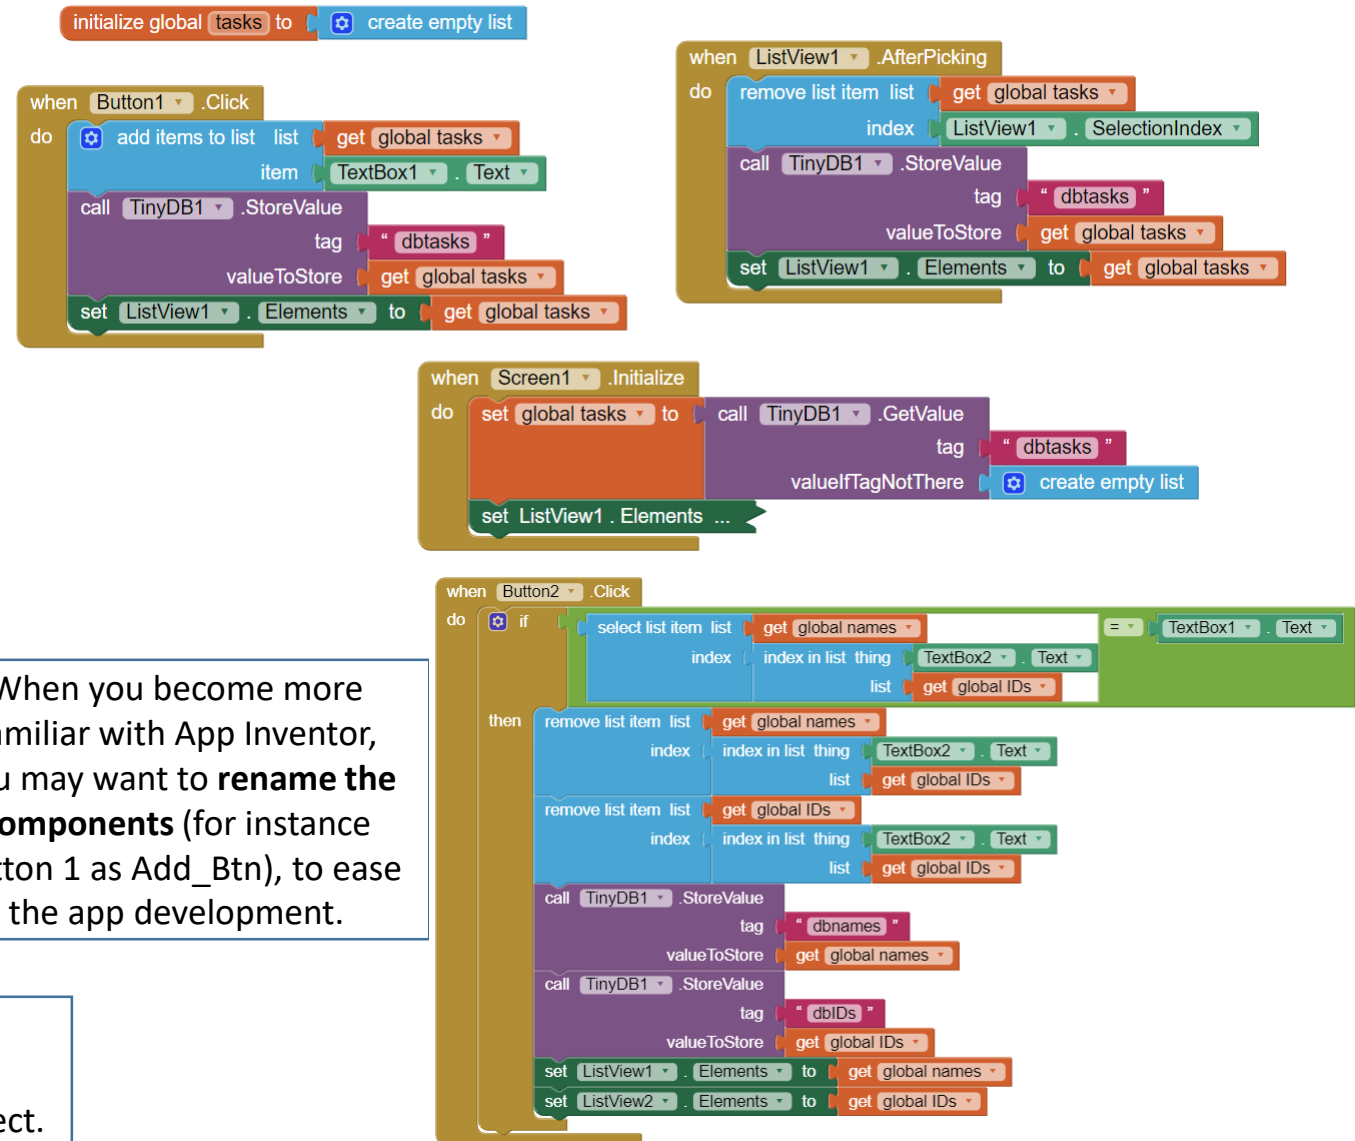 initialize global tasks to create empty list
when Button1 .Click
do add items to list list get global tasks
item TextBox1 . Text
call TinyDB1 .StoreValue
tag “ dbtasks ”
valueToStore get global tasks
set ListView1 . Elements to get global tasks
when ListView1 .AfterPicking
do remove list item list get global tasks
index ListView1 . SelectionIndex
call TinyDB1 .StoreValue
tag “ dbtasks ”
valueToStore get global tasks
set ListView1 . Elements to get global tasks
when Screen1 .Initialize
do set global tasks to call TinyDB1 .GetValue
tag “ dbtasks ”
valueIfTagNotThere create empty list
set ListView1 . Elements ...
When you become more
amiliar with App Inventor,
u may want to rename the
omponents (for instance
tton 1 as Add_Btn), to ease
the app development.
ect.
when Button2 .Click
do if select list item list get global names = TextBox1 . Text
index index in list thing TextBox2 . Text
list get global IDs
then remove list item list get global names
index index in list thing TextBox2 . Text
list get global IDs
remove list item list get global IDs
index index in list thing TextBox2 . Text
list get global IDs
call TinyDB1 .StoreValue
tag “ dbnames ”
valueToStore get global names
call TinyDB1 .StoreValue
tag “ dbIDs ”
valueToStore get global IDs
set ListView1 . Elements to get global names
set ListView2 . Elements to get global IDs